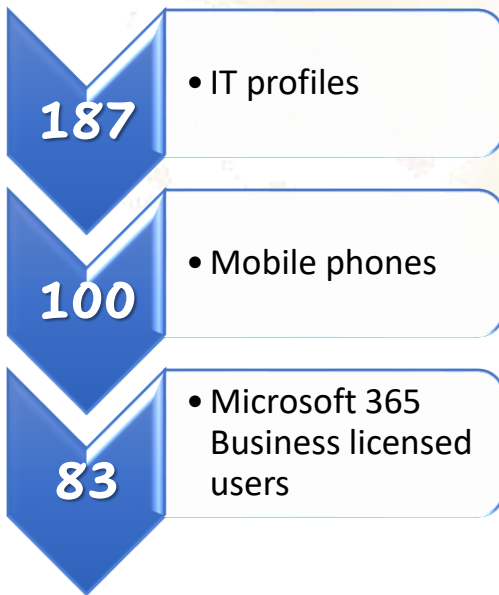 187
• IT profiles
100
• Mobile phones
83
• Microsoft 365
Business licensed
users